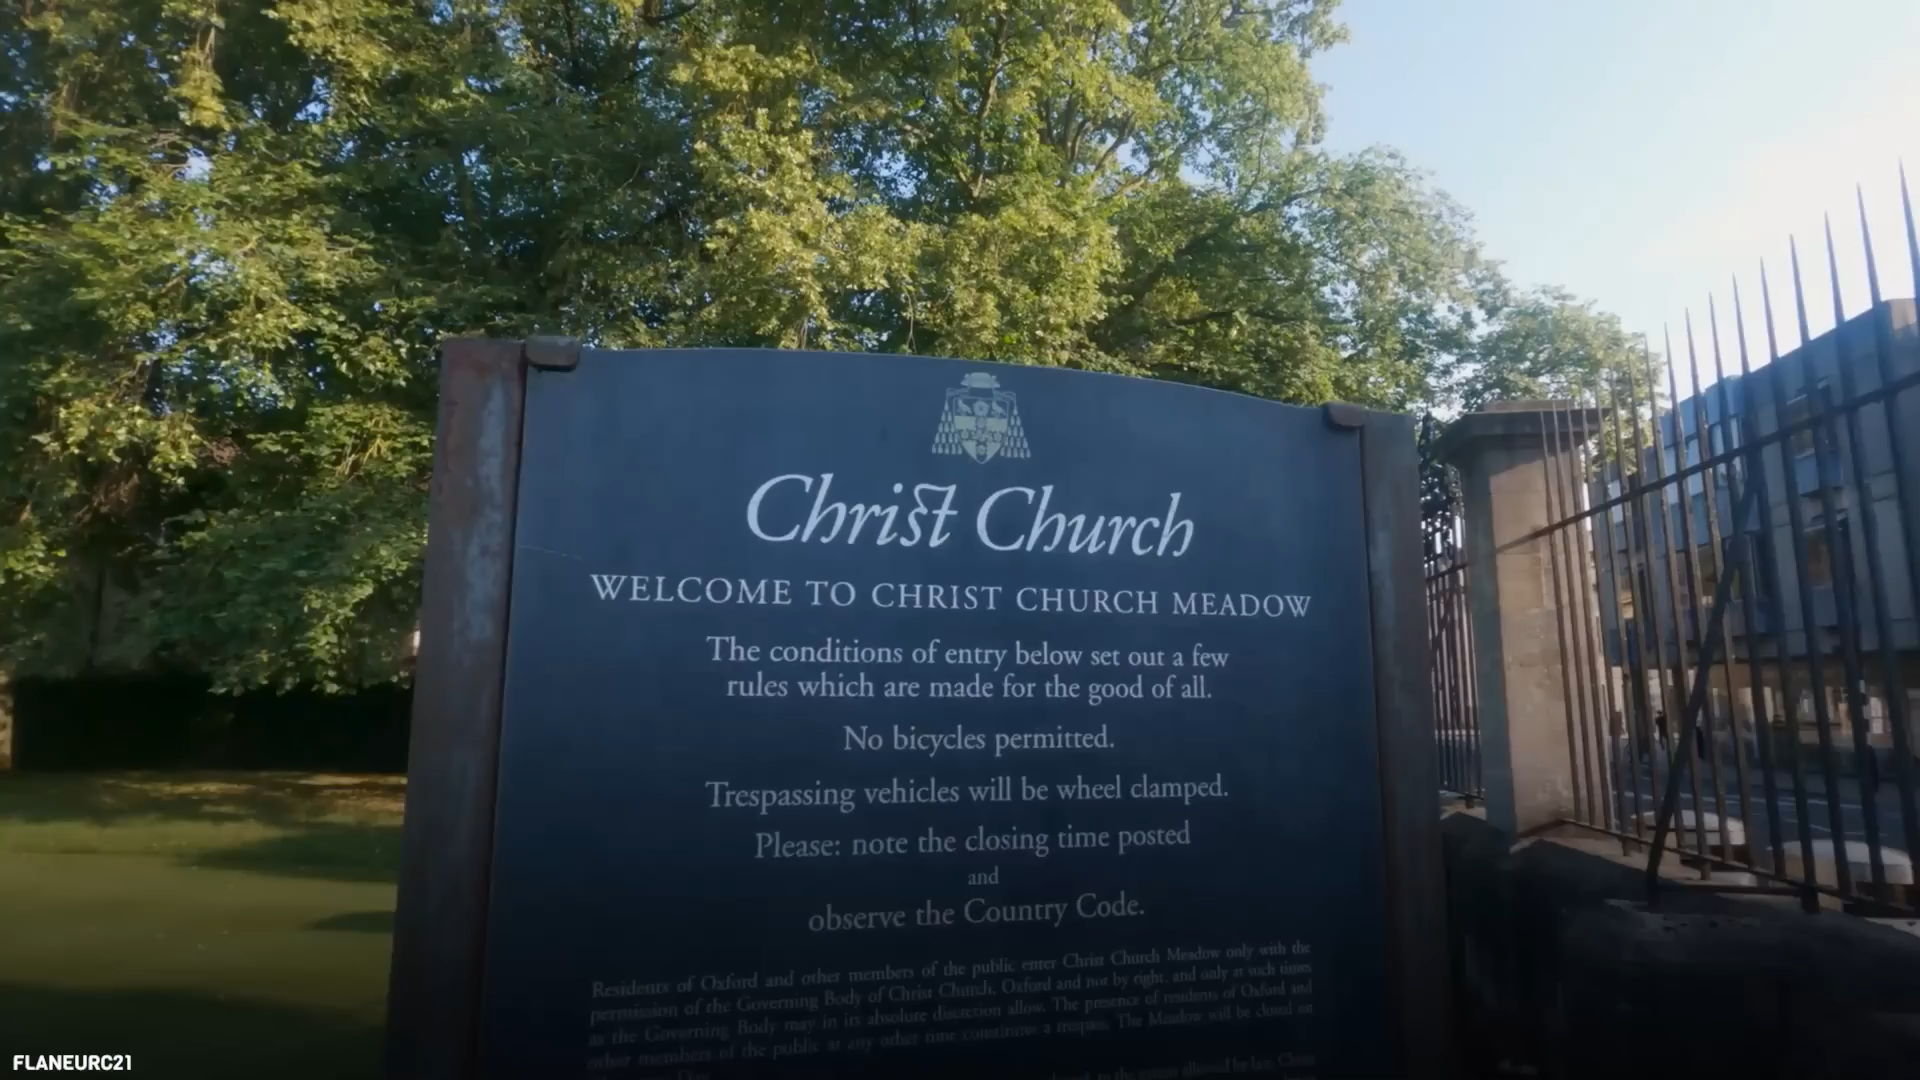 Christ Church
WELCOME TO CHRIST CHURCH MEADOW
The conditions of entry below set out a few
rules which are made for the good of all.
No bicycles permitted.
Trespassing vehicles will be wheel clamped.
Please: note the closing time posted
and
observe the Country Code.
Residents of Oxford and other members of the public enter Christ Church Meadow only with the
permission of the Governing Body of Christ Church, Oxford and not by right, and only at such times
as the Governing Body may in its absolute discretion allow. The presence of residents of Oxford and
other members of the public at any other time constitutes a trespass. The Meadow will be closed on
FLANEURC21